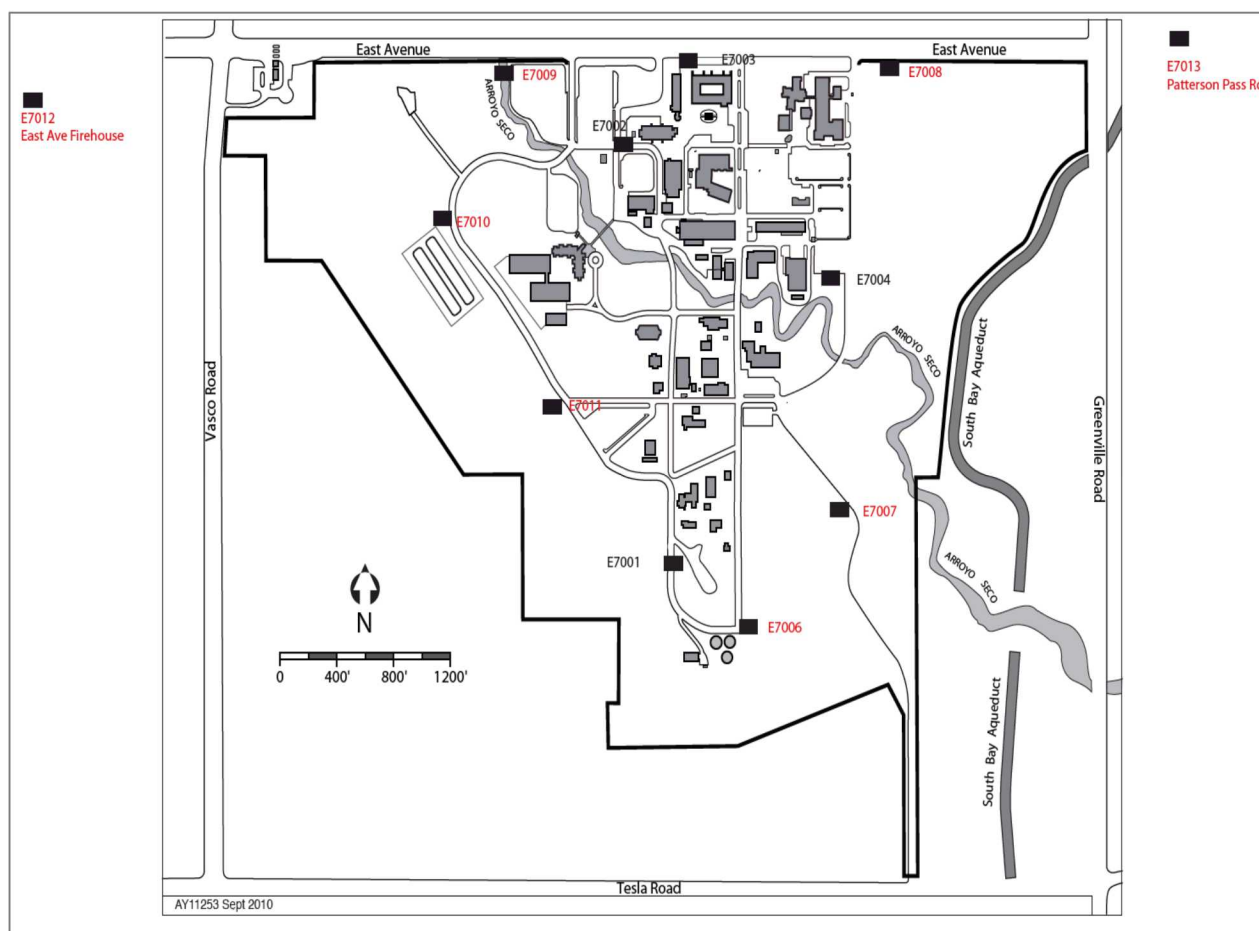 East Avenue
East Avenue
E7003
E7013
Patterson Pass
E7009
E7008
E7012
East Ave Firehouse
ARROYO SECO
E7002
E7010
E7004
ARROYO SECO
South Bay Aqueduct
Vasco Road
Greenville Road
E7011
E7007
E7001
ARROYO SECO
E7006
N
0 400' 800' 1200'
South Bay Aqueduct
Tesla Road
AY11253 Sept 2010